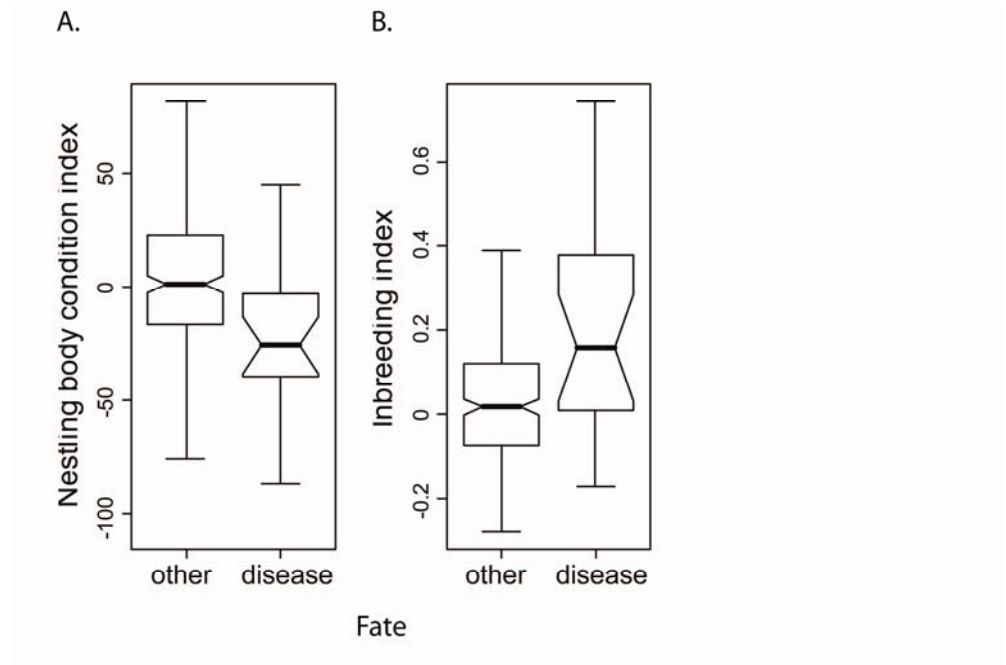 A.
Nestling body condition index
50
0
-50
-100
other disease
B.
Inbreeding index
0.6
0.4
0.2
0
-0.2
other disease
Fate